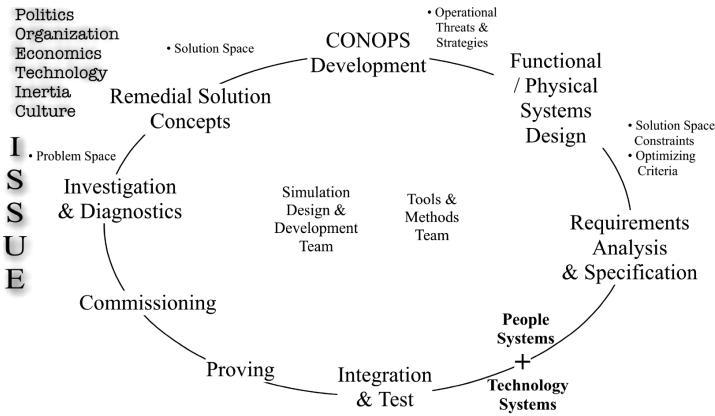 Politics
Organization
Economics
Technology
Inertia
Culture
ISSUE
• Problem Space
Investigation
& Diagnostics
Remedial Solution
Concepts
• Solution Space
CONOPS
Development
• Operational
Threats &
Strategies
Functional
/ Physical
Systems
Design
• Solution Space
Constraints
• Optimizing
Criteria
Requirements
Analysis
& Specification
Simulation
Design &
Development
Team
Tools &
Methods
Team
People
Systems
+
Technology
Systems
Integration
& Test
Proving
Commissioning